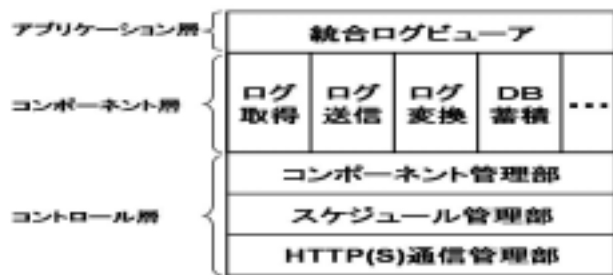 アプリケーション層
統合ログビューア
コンポーネント層
ログ取得
ログ送信
ログ変換
DB蓄積
・・・
コントロール層
コンポーネント管理部
スケジュール管理部
HTTP(S)通信管理部